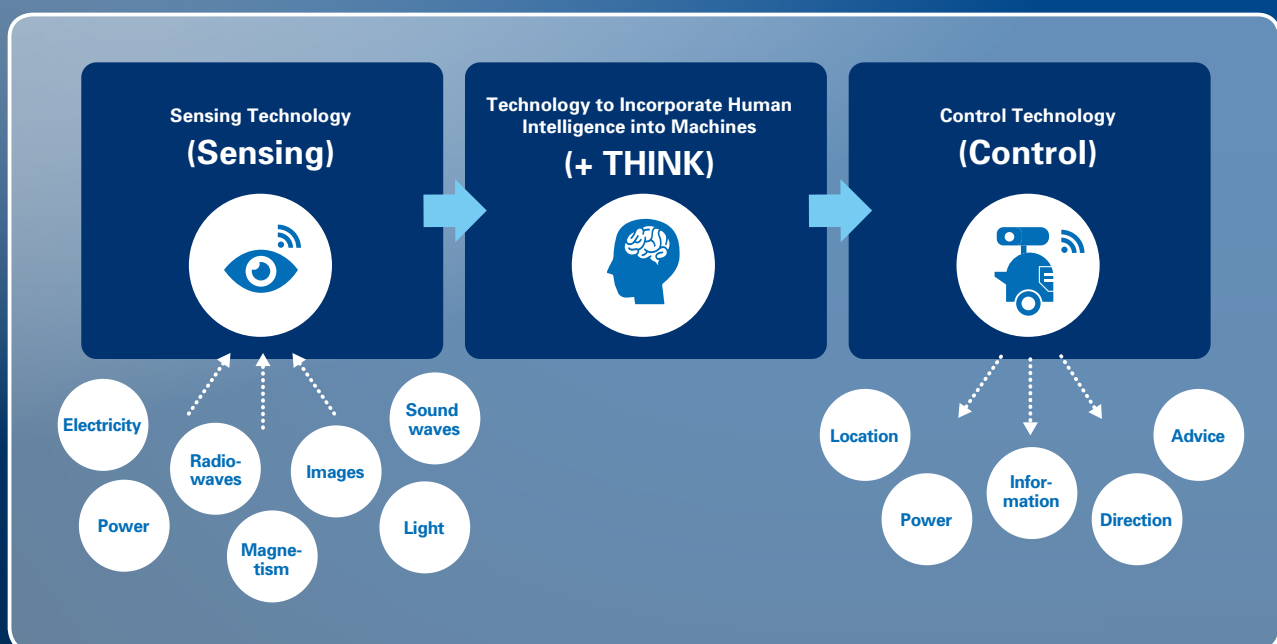 Sensing Technology
(Sensing)
Technology to Incorporate Human
Intelligence into Machines
(+ THINK)
Control Technology
(Control)
Electricity
Power
Radio-
waves
Magne-
tism
Images
Sound
waves
Light
Location
Power
Infor-
mation
Direction
Advice